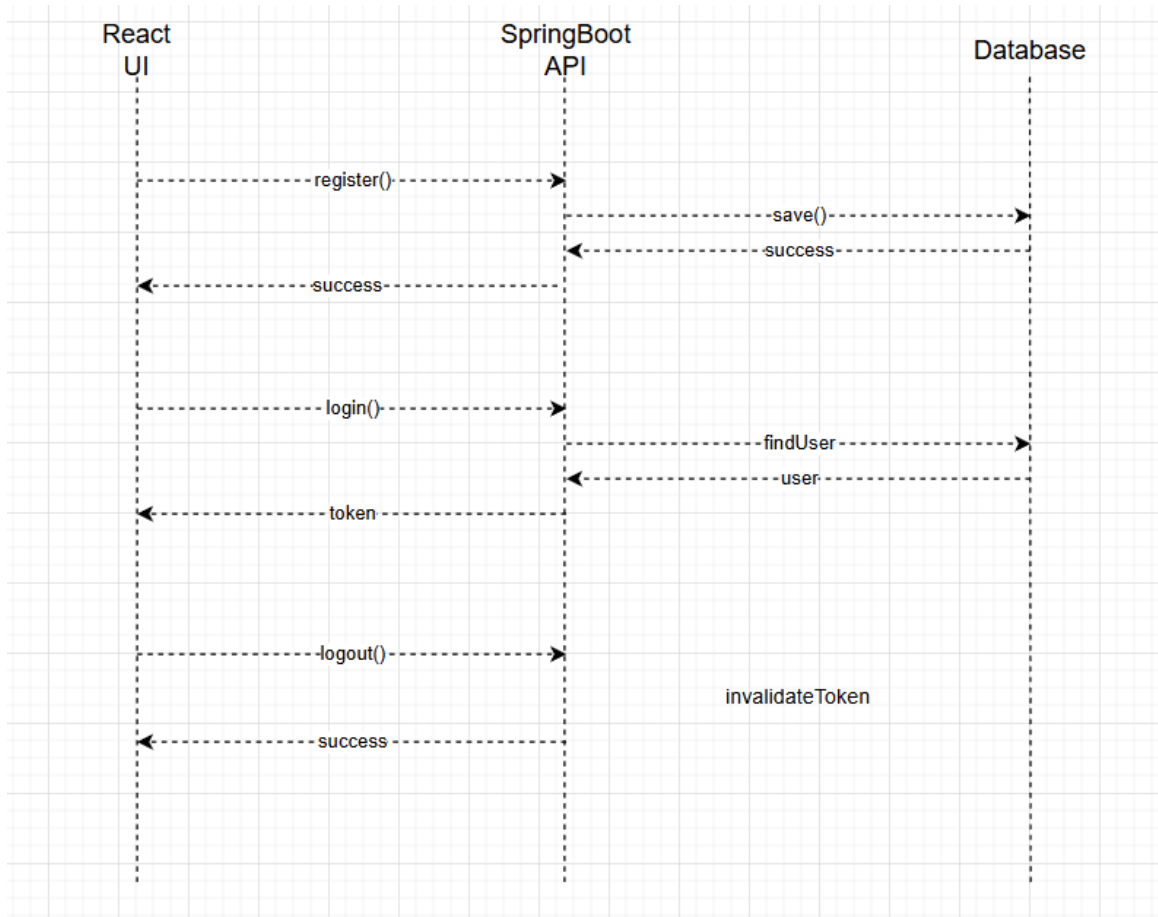 React
UI
SpringBoot
API
Database
register()
save()
success
success
login()
findUser
user
token
logout()
invalidateToken
success